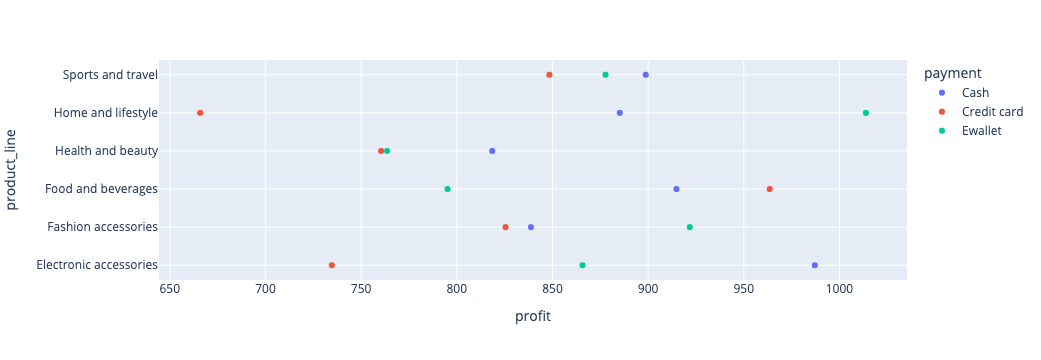 Sports and travel
Home and lifestyle
Health and beauty
Food and beverages
Fashion accessories
Electronic accessories
product_line
650 700 750 800 850 900 950 1000
profit
payment
Cash
Credit card
Ewallet